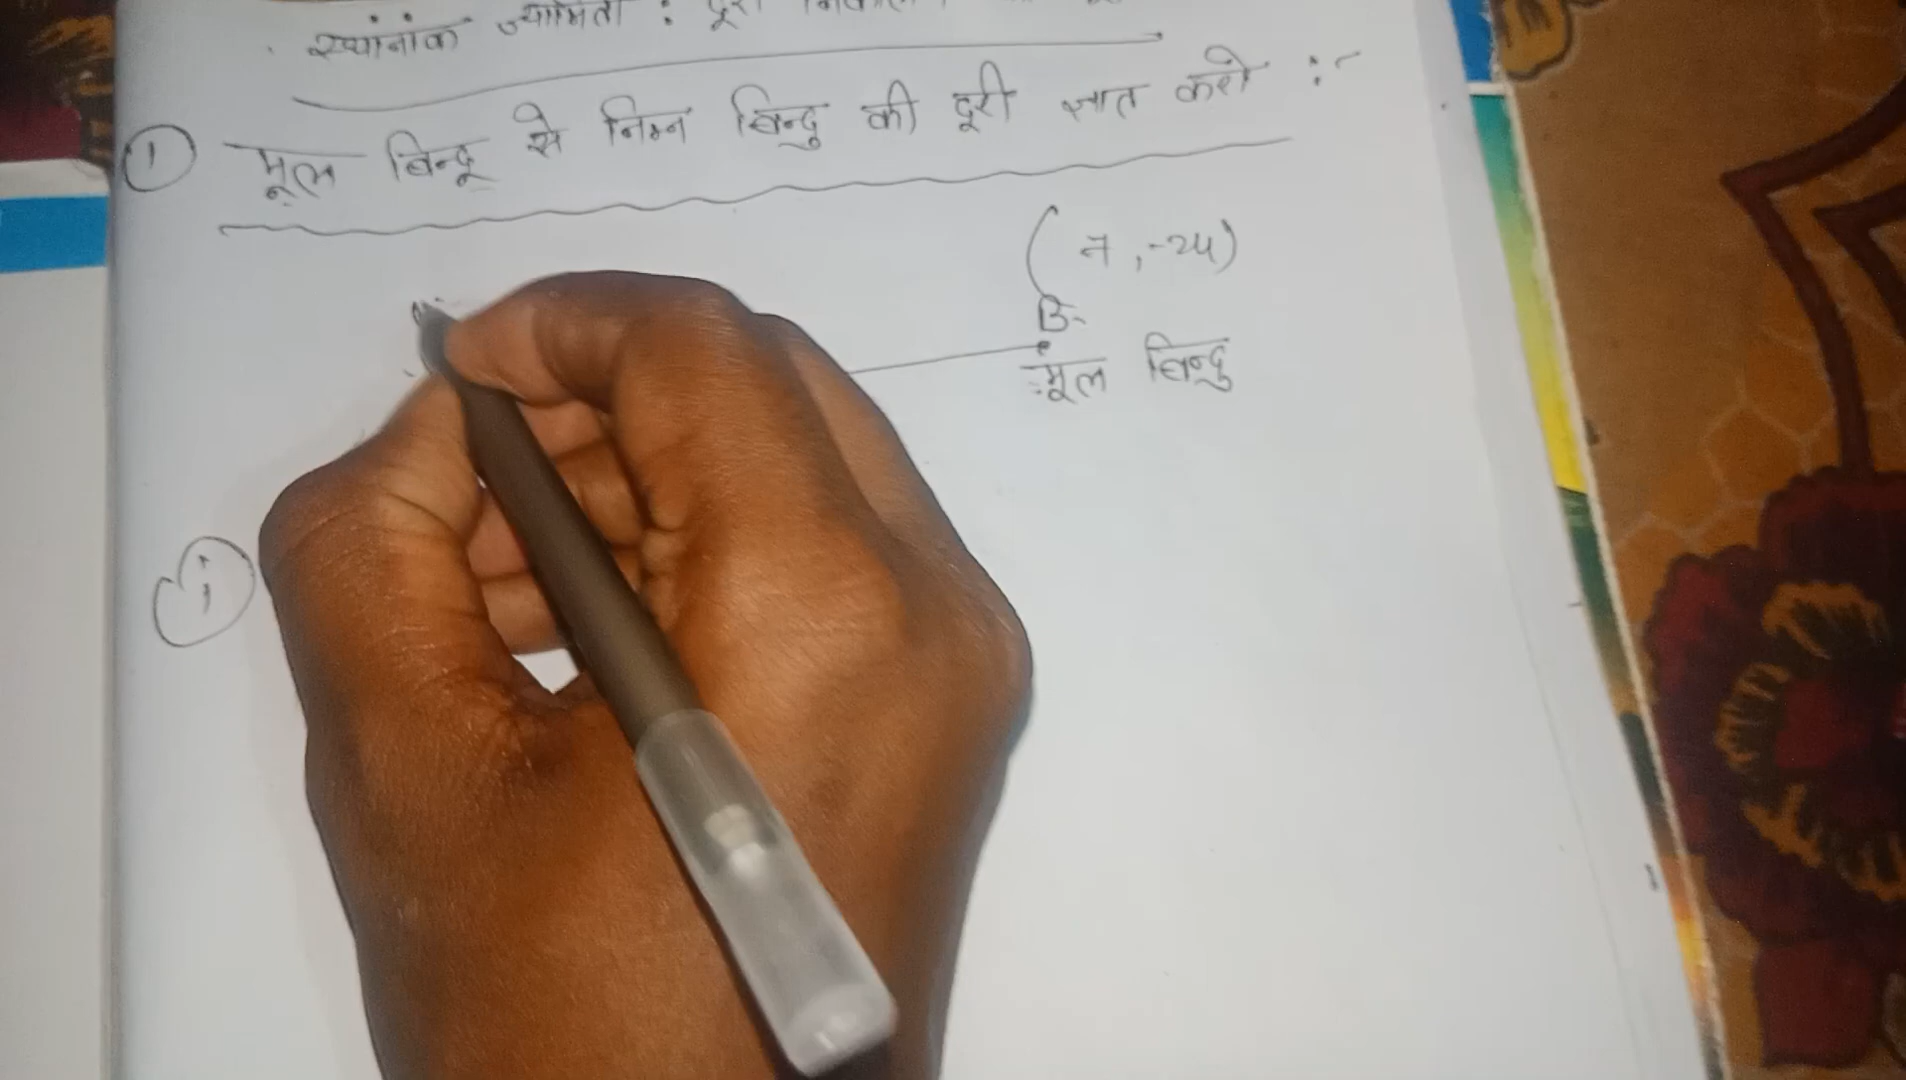 स्थांनांक ज्यामिती : दूरी
① मूल बिन्दू से निम्न बिन्दु की दूरी ज्ञात करो :-
(7, -24)
B
मूंल बिन्दु
(i)